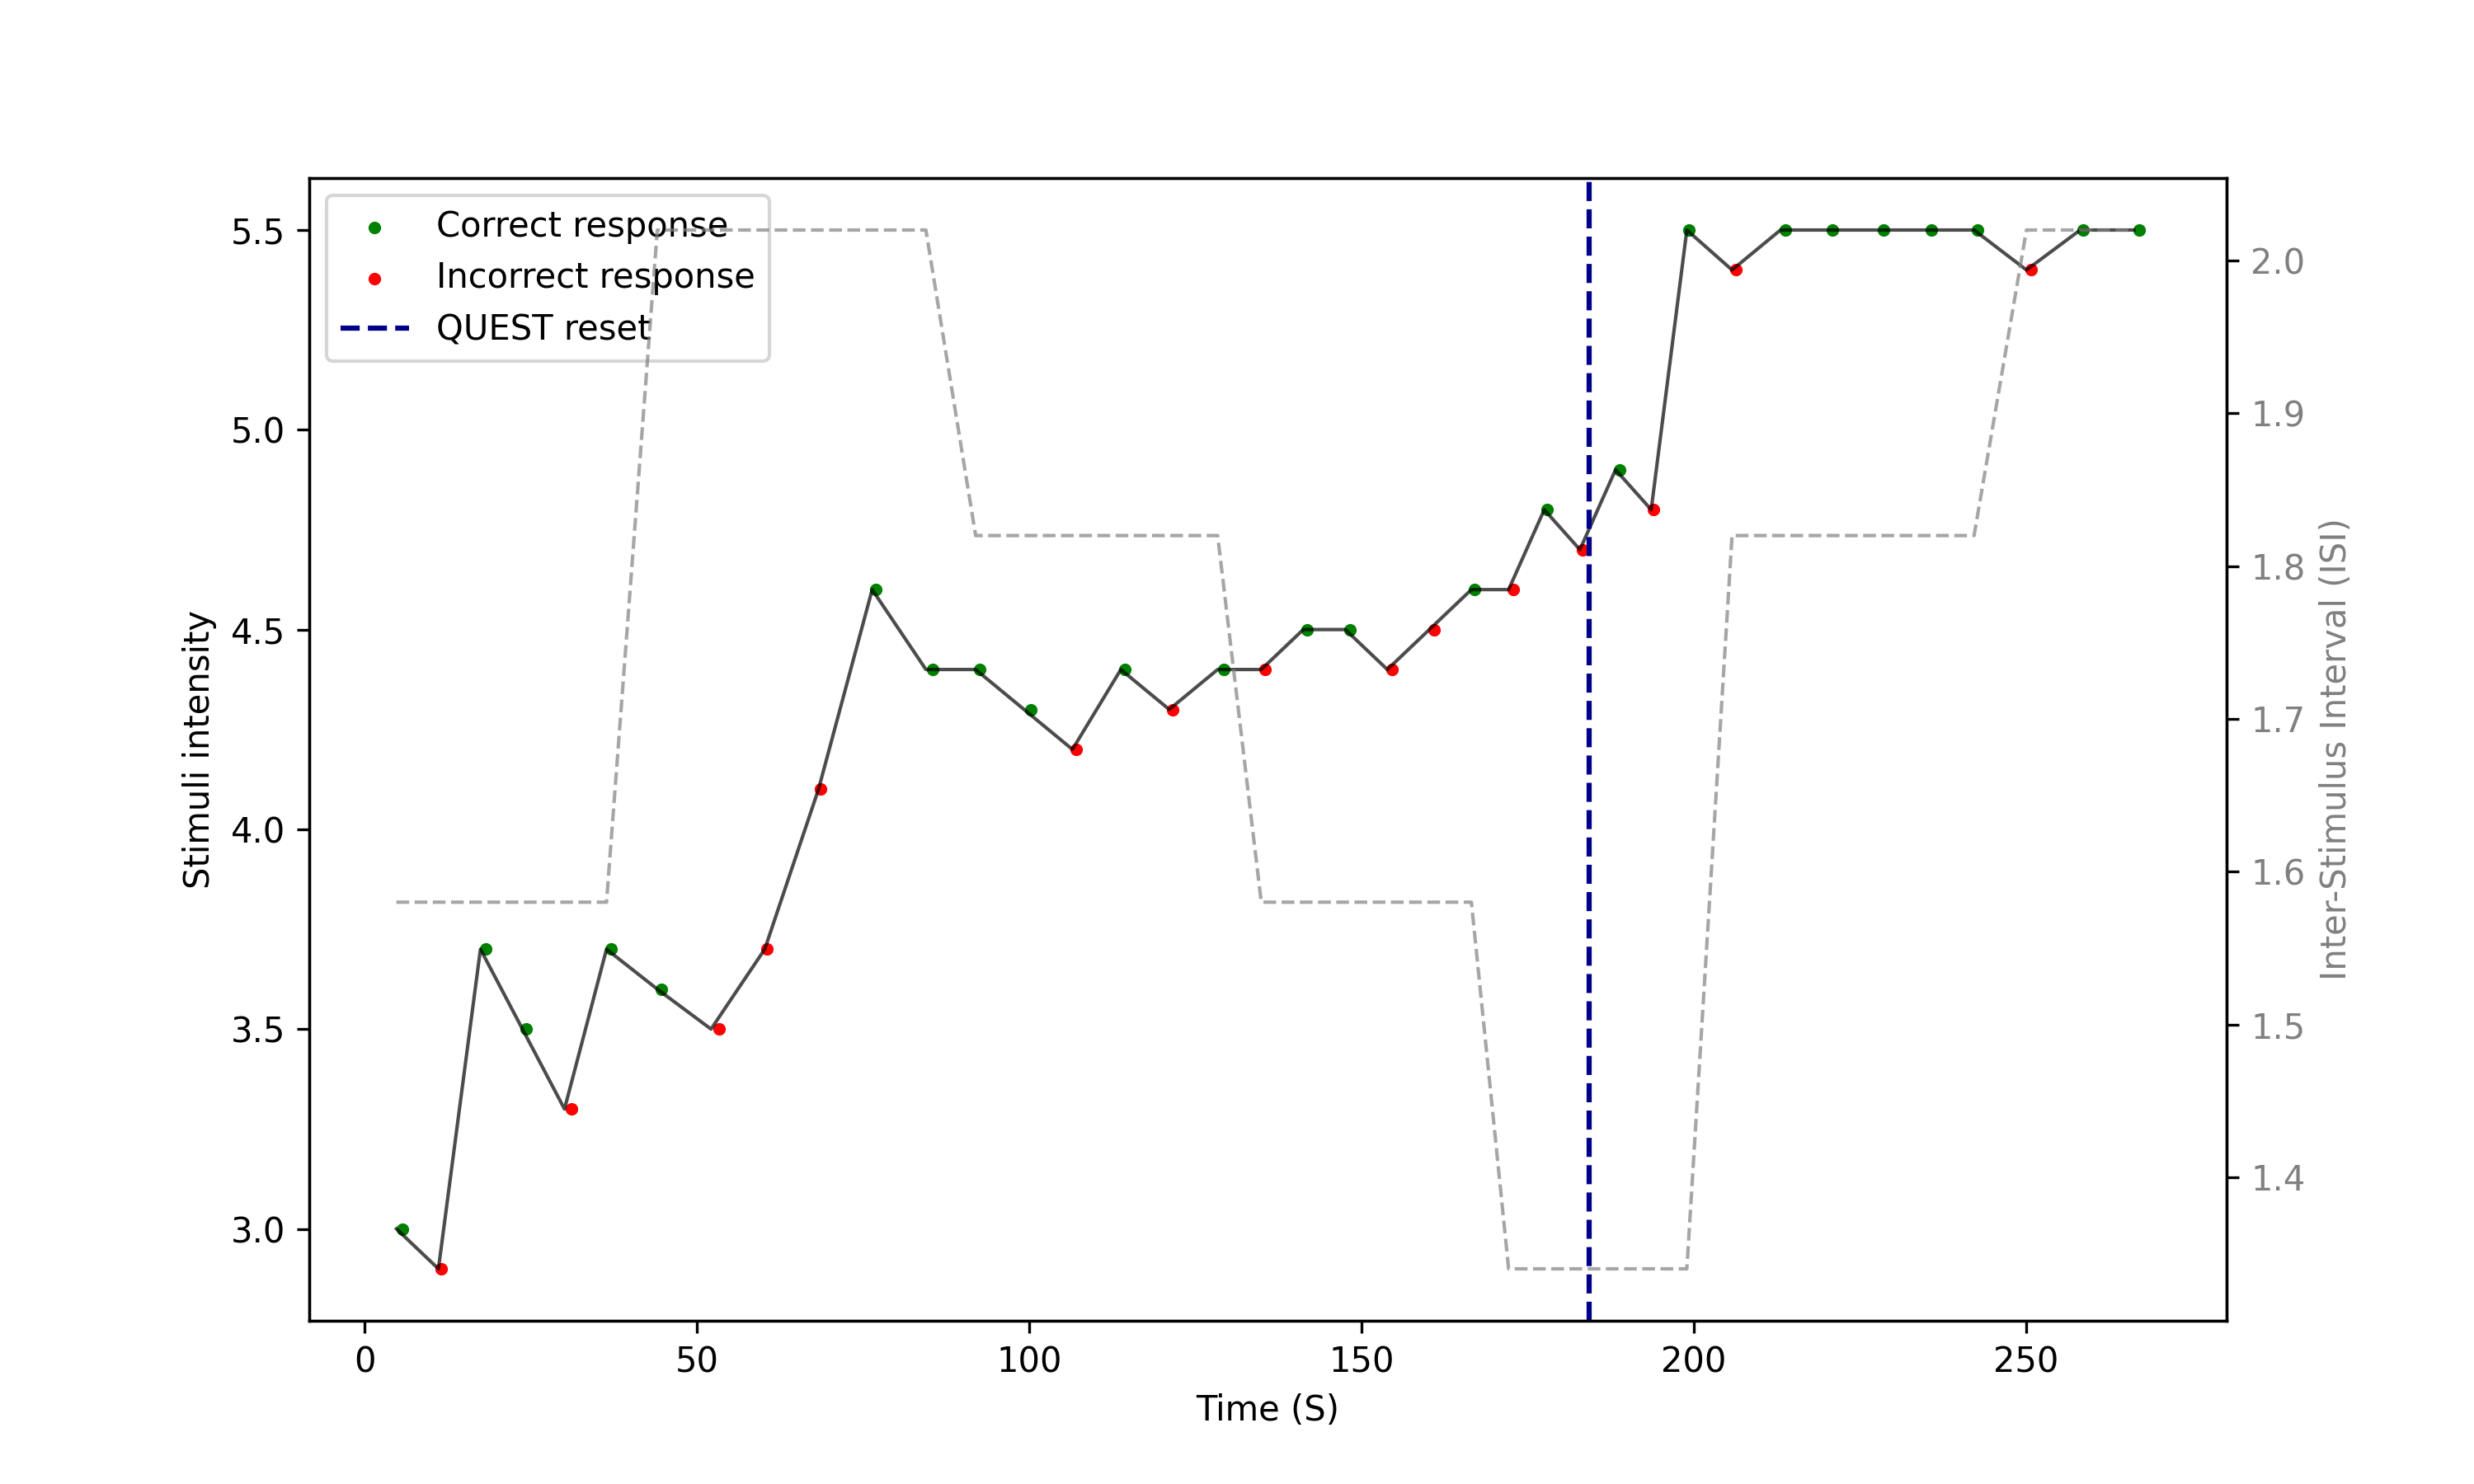 Correct response
Incorrect response
QUEST reset
5.5
5.0
4.5
4.0
3.5
3.0
Stimuli intensity
2.0
1.9
1.8
1.7
1.6
1.5
1.4
Inter-Stimulus Interval (ISI)
0 50 100 150 200 250
Time (S)